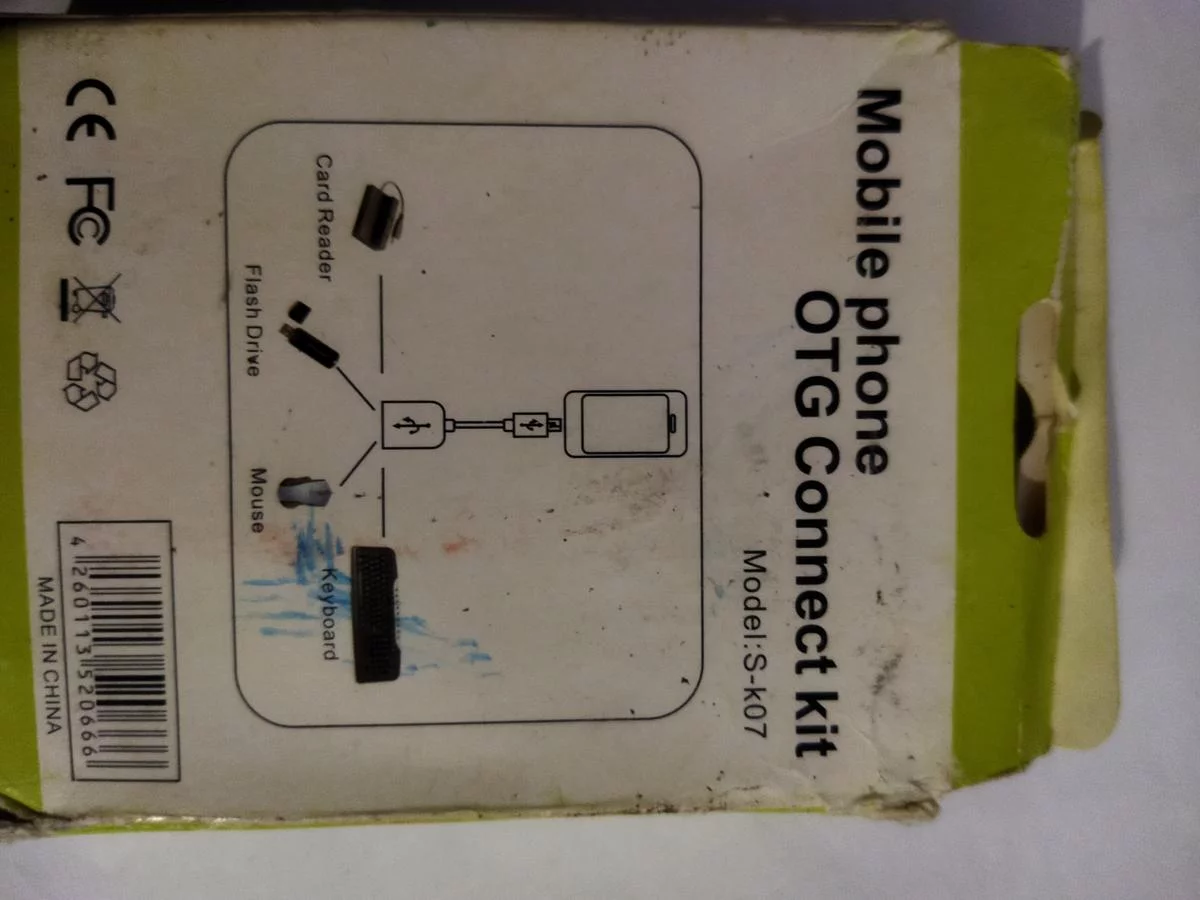 Mobile phone
OTG Connect kit
Model:S-k07
Card Reader
Flash Drive
Mouse
Keyboard
CE FC
4 260113 520666
MADE IN CHINA